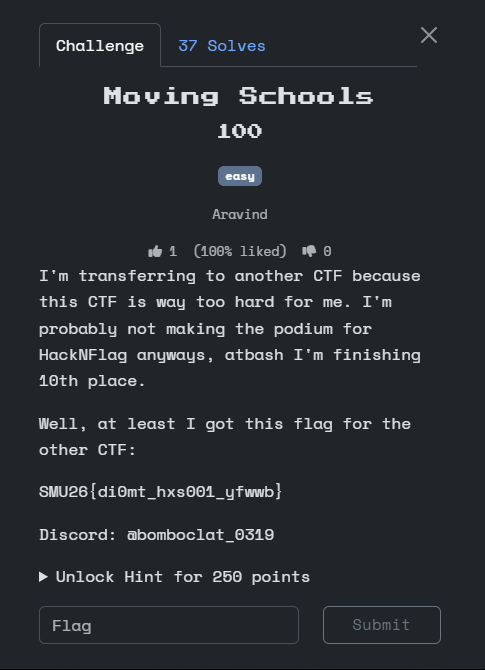 Challenge
37 Solves
Moving Schools
100
easy
Aravind
1 (100% liked) 0
I'm transferring to another CTF because
this CTF is way too hard for me. I'm
probably not making the podium for
HackNFlag anyways, atbash I'm finishing
10th place.
Well, at least I got this flag for the
other CTF:
SMU26{di0mt_hxs001_yfwwb}
Discord: @bomboclat_0319
Unlock Hint for 250 points
Flag
Submit